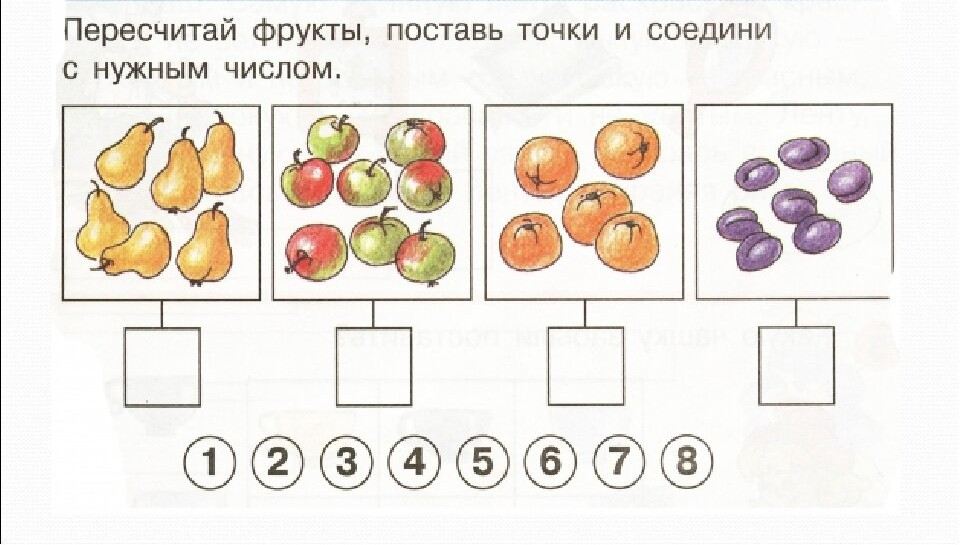 Пересчитай фрукты, поставь точки и соедини
с нужным числом.
1 2 3 4 5 6 7 8